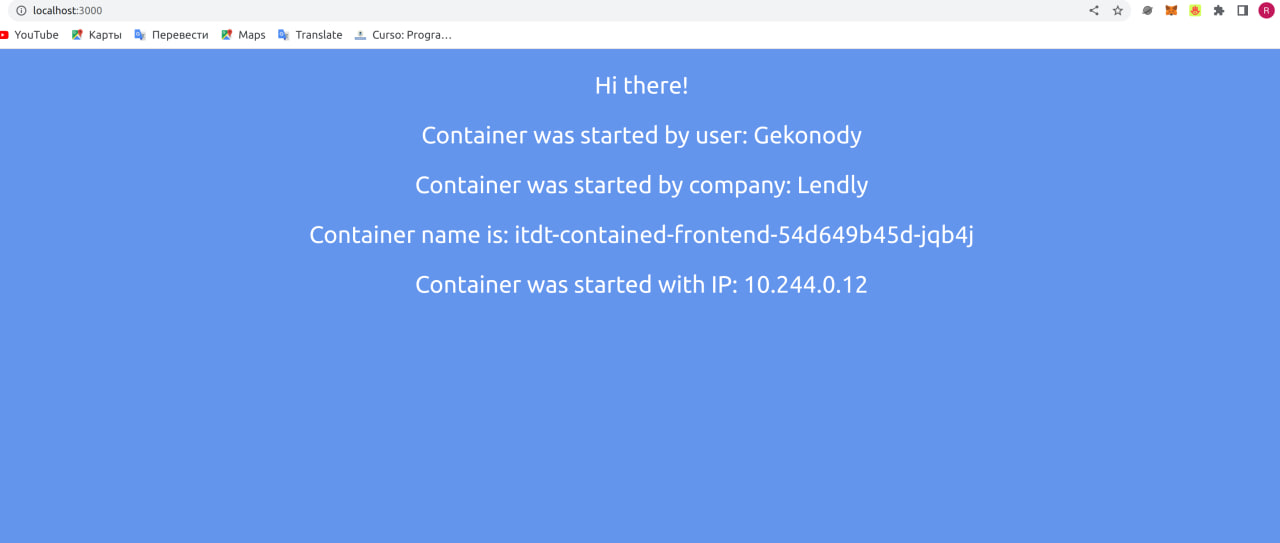 localhost:3000
R
YouTube Карты Перевести Maps Translate Curso: Progra...
Hi there!
Container was started by user: Gekonody
Container was started by company: Lendly
Container name is: itdt-contained-frontend-54d649b45d-jqb4j
Container was started with IP: 10.244.0.12